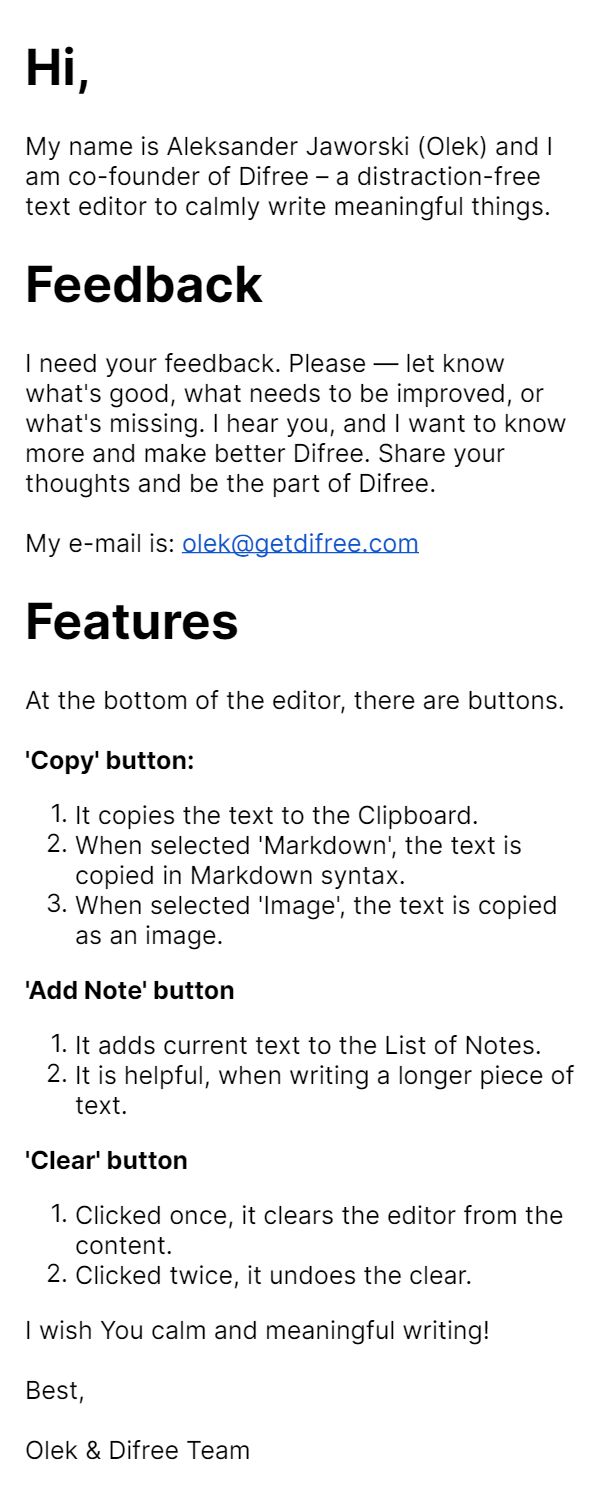 Hi,
My name is Aleksander Jaworski (Olek) and I
am co-founder of Difree – a distraction-free
text editor to calmly write meaningful things.
Feedback
I need your feedback. Please — let know
what's good, what needs to be improved, or
what's missing. I hear you, and I want to know
more and make better Difree. Share your
thoughts and be the part of Difree.
My e-mail is: olek@getdifree.com
Features
At the bottom of the editor, there are buttons.
'Copy' button:
1. It copies the text to the Clipboard.
2. When selected 'Markdown', the text is
copied in Markdown syntax.
3. When selected 'Image', the text is copied
as an image.
'Add Note' button
1. It adds current text to the List of Notes.
2. It is helpful, when writing a longer piece of
text.
'Clear' button
1. Clicked once, it clears the editor from the
content.
2. Clicked twice, it undoes the clear.
I wish You calm and meaningful writing!
Best,
Olek & Difree Team